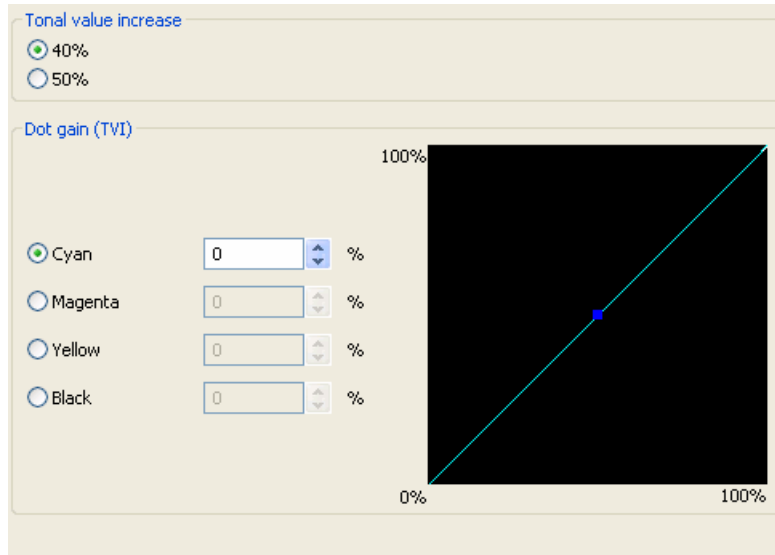 Tonal value increase
40%
50%
Dot gain (TVI)
100%
Cyan 0 %
Magenta 0 %
Yellow 0 %
Black 0 %
0% 100%